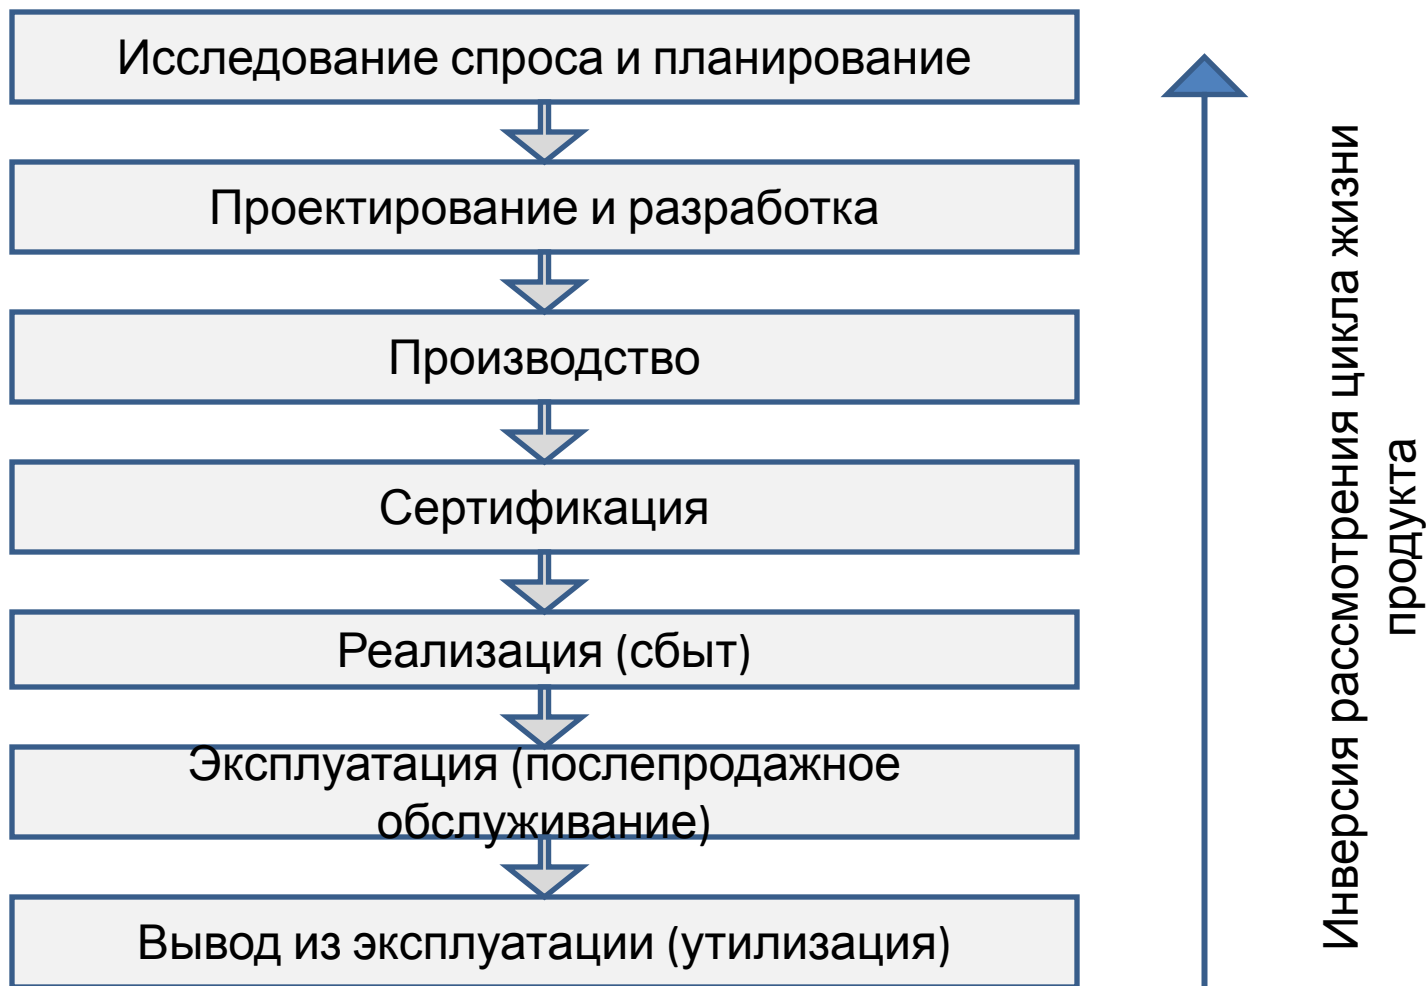 Исследование спроса и планирование
Проектирование и разработка
Производство
Сертификация
Реализация (сбыт)
Эксплуатация (послепродажное
обслуживание)
Вывод из эксплуатации (утилизация)
Инверсия рассмотрения цикла жизни
продукта